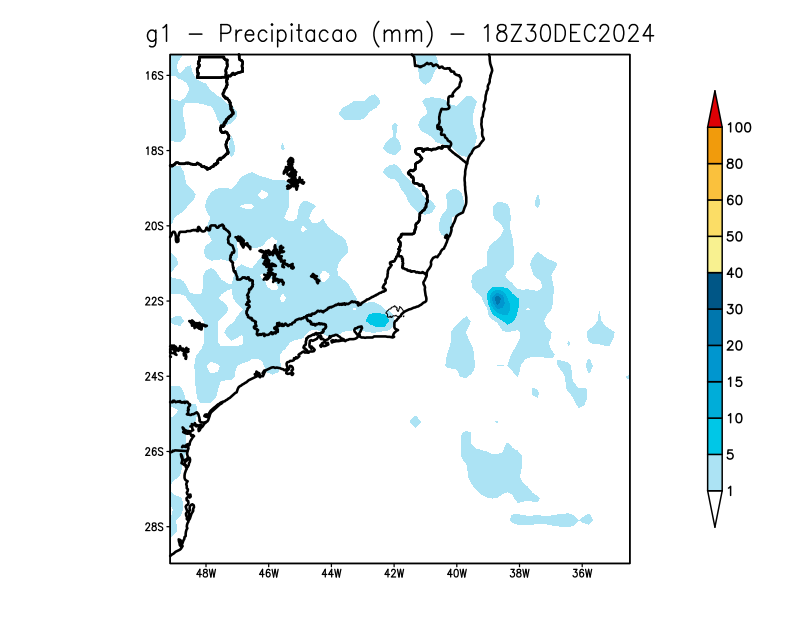 g1 – Precipitacao (mm) – 18Z30DEC2024
16S
18S
20S
22S
24S
26S
28S
48W 46W 44W 42W 40W 38W 36W
100
80
60
50
40
30
20
15
10
5
1